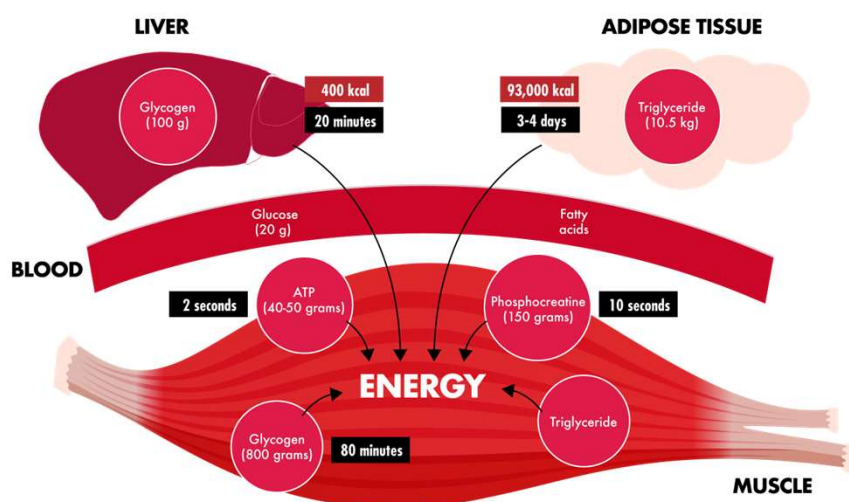 LIVER
ADIPOSE TISSUE
Glycogen
(100 g)
400 kcal
20 minutes
93,000 kcal
3-4 days
Triglyceride
(10.5 kg)
Glucose
(20 g)
Fatty
acids
BLOOD
2 seconds
ATP
(40-50 grams)
Phosphocreatine
(150 grams)
10 seconds
ENERGY
Glycogen
(800 grams)
80 minutes
Triglyceride
MUSCLE